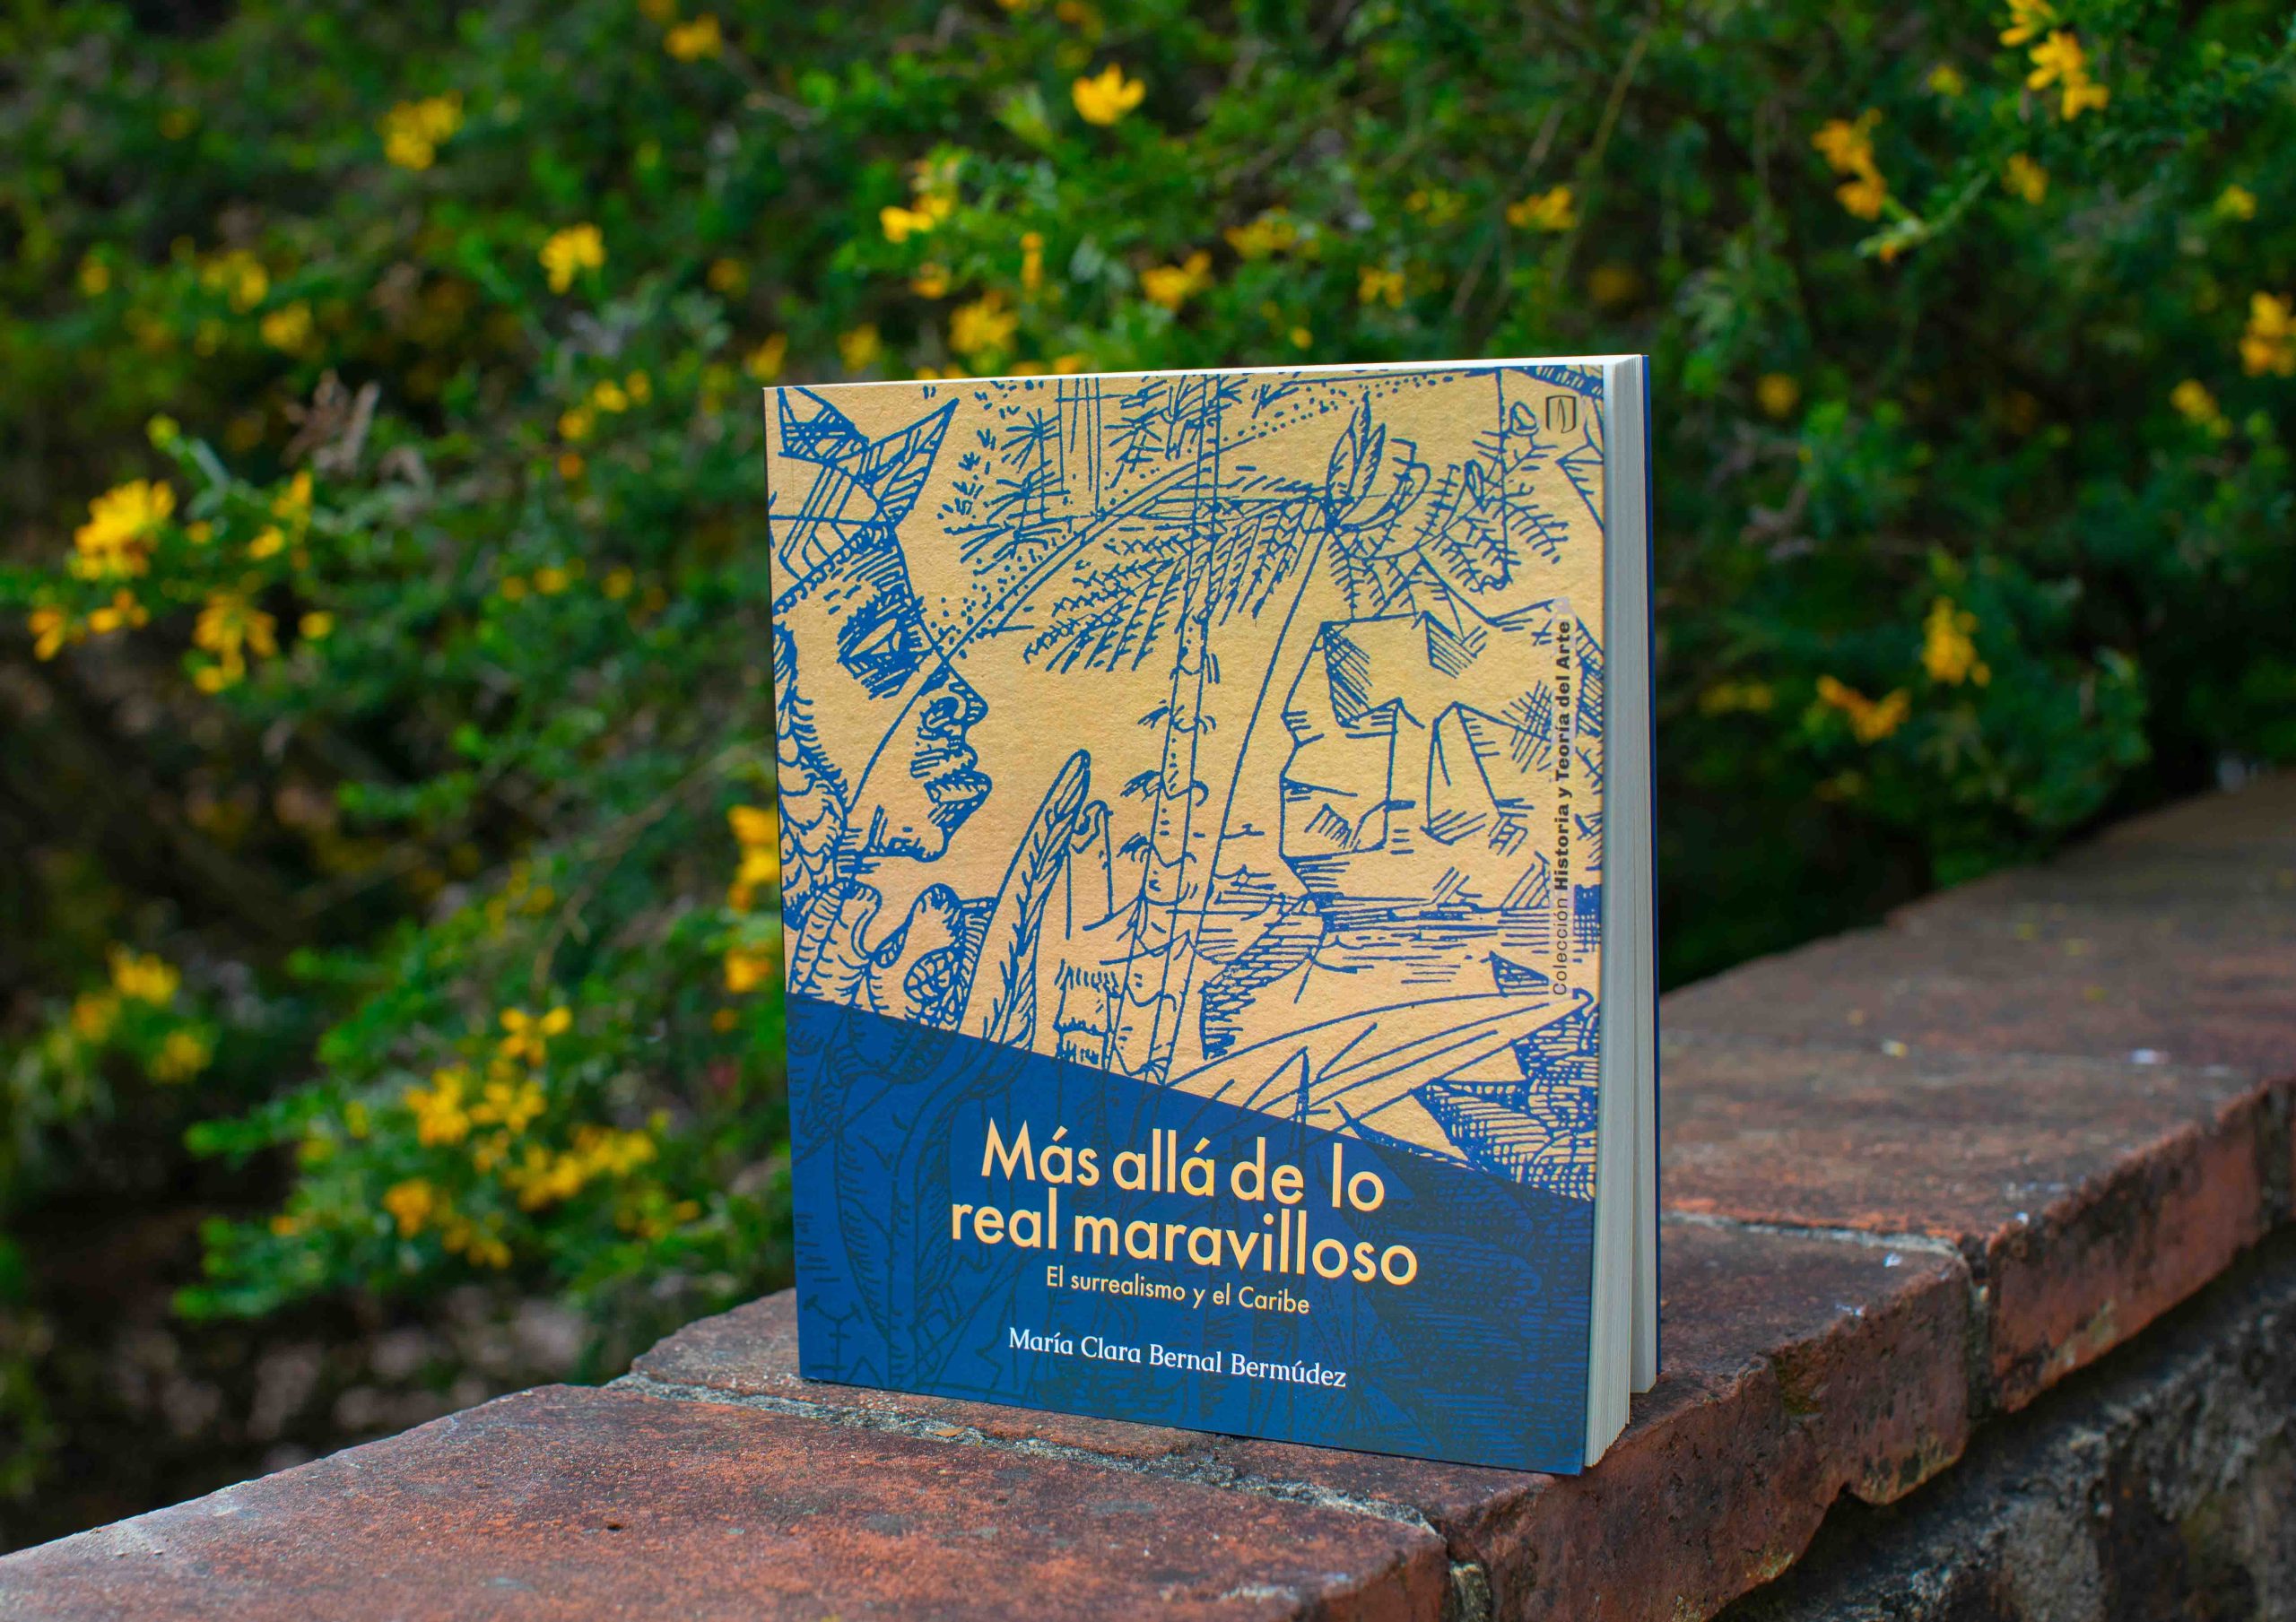 Colección Historia y Teoría del Arte
Más allá de lo
real maravilloso
El surrealismo y el Caribe
María Clara Bernal Bermúdez